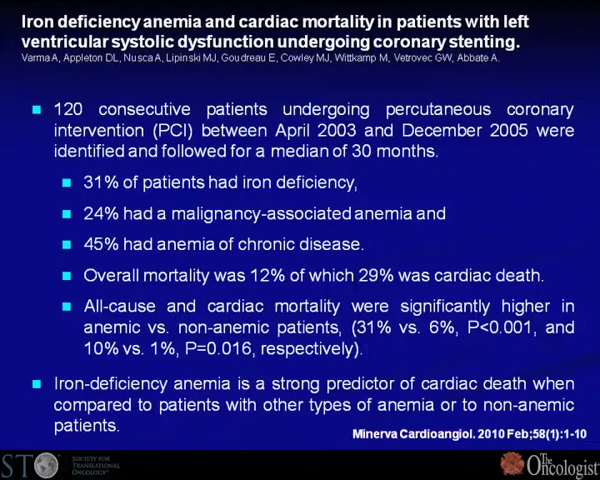 Iron deficiency anemia and cardiac mortality in patients with left
ventricular systolic dysfunction undergoing coronary stenting.
Varma A, Appleton DL, Nusca A, Lipinski MJ, Goudreau E, Cowley MJ, Wittkamp M, Vetrovec GW, Abbate A.
120 consecutive patients undergoing percutaneous coronary
intervention (PCI) between April 2003 and December 2005 were
identified and followed for a median of 30 months.
31% of patients had iron deficiency,
24% had a malignancy-associated anemia and
45% had anemia of chronic disease.
Overall mortality was 12% of which 29% was cardiac death.
All-cause and cardiac mortality were significantly higher in
anemic vs. non-anemic patients, (31% vs. 6%, P<0.001, and
10% vs. 1%, P=0.016, respectively).
Iron-deficiency anemia is a strong predictor of cardiac death when
compared to patients with other types of anemia or to non-anemic
patients.
Minerva Cardioangiol. 2010 Feb;58(1):1-10
STO
SOCIETY FOR
TRANSLATIONAL
ONCOLOGY
The
Oncologist